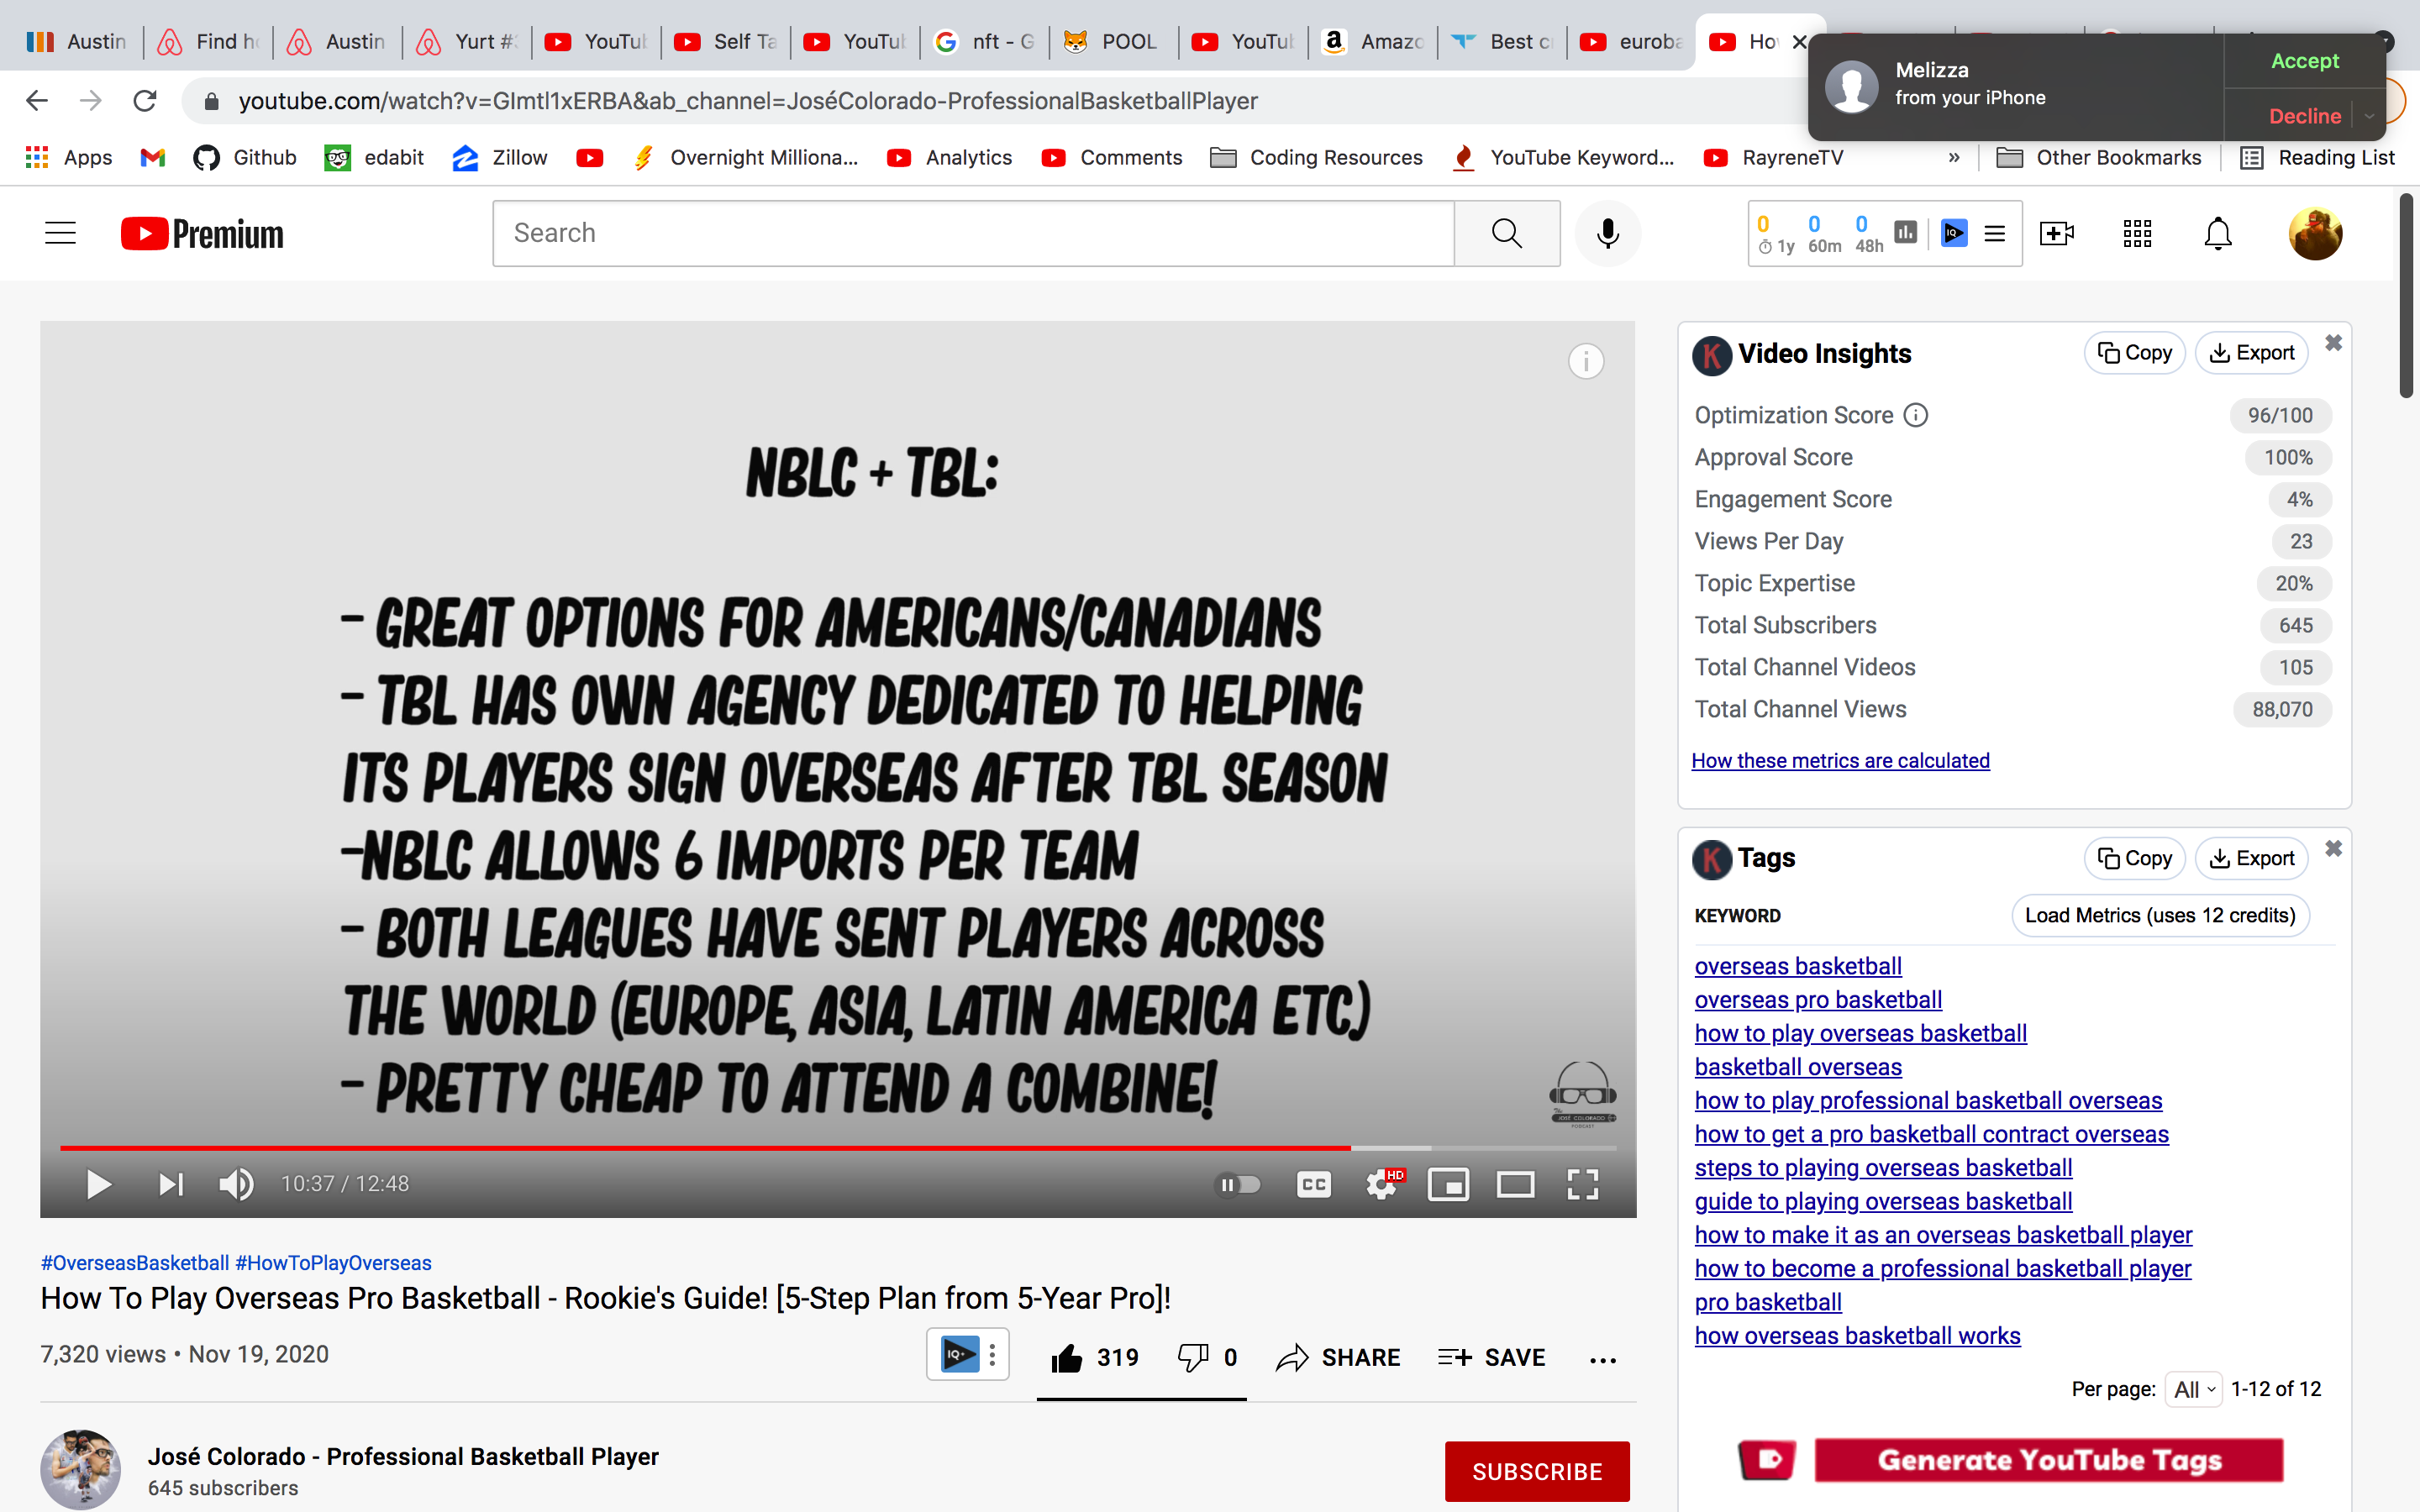 Austin
Find h
Austin
Yurt #
YouTu
Self Ta
YouTu
nft - G
POOL
YouTu
Amazo
Best c
euroba
Ho
Melizza
from your iPhone
Accept
Decline
youtube.com/watch?v=GImtl1xERBA&ab_channel=JoséColorado-ProfessionalBasketballPlayer
Apps
Github
edabit
Zillow
Overnight Milliona...
Analytics
Comments
Coding Resources
YouTube Keyword...
RayreneTV
»
Other Bookmarks
Reading List
Premium
Search
0 0 0
1y 60m 48h
IQ
NBLC + TBL:
- GREAT OPTIONS FOR AMERICANS/CANADIANS
- TBL HAS OWN AGENCY DEDICATED TO HELPING
ITS PLAYERS SIGN OVERSEAS AFTER TBL SEASON
-NBLC ALLOWS 6 IMPORTS PER TEAM
- BOTH LEAGUES HAVE SENT PLAYERS ACROSS
THE WORLD (EUROPE, ASIA, LATIN AMERICA ETC)
- PRETTY CHEAP TO ATTEND A COMBINE!
JOSÉ COLORADO
PODCAST
10:37 / 12:48
CC
HD
#OverseasBasketball #HowToPlayOverseas
How To Play Overseas Pro Basketball - Rookie's Guide! [5-Step Plan from 5-Year Pro]!
7,320 views • Nov 19, 2020
IQ
319
0
SHARE
SAVE
José Colorado - Professional Basketball Player
645 subscribers
SUBSCRIBE
K Video Insights
Copy
Export
Optimization Score 96/100
Approval Score 100%
Engagement Score 4%
Views Per Day 23
Topic Expertise 20%
Total Subscribers 645
Total Channel Videos 105
Total Channel Views 88,070
How these metrics are calculated
K Tags
Copy
Export
KEYWORD
Load Metrics (uses 12 credits)
overseas basketball
overseas pro basketball
how to play overseas basketball
basketball overseas
how to play professional basketball overseas
how to get a pro basketball contract overseas
steps to playing overseas basketball
guide to playing overseas basketball
how to make it as an overseas basketball player
how to become a professional basketball player
pro basketball
how overseas basketball works
Per page: All 1-12 of 12
Generate YouTube Tags